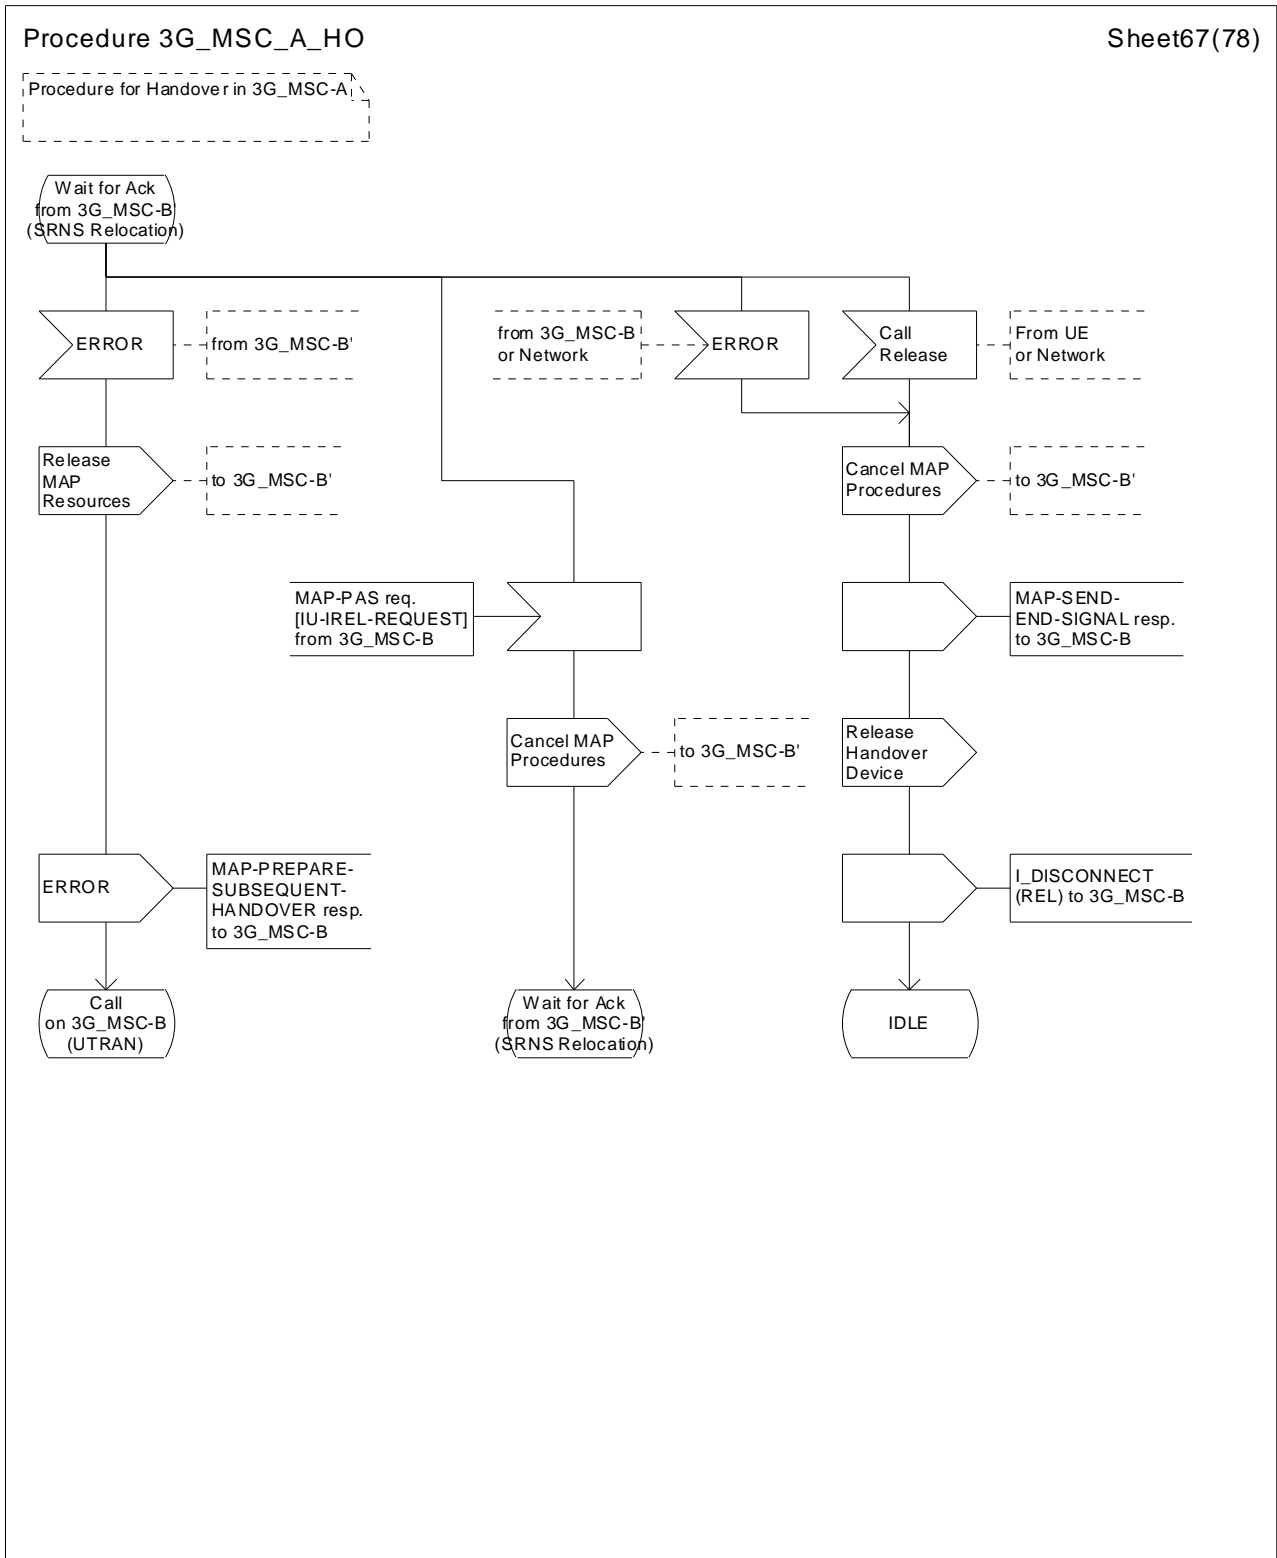 Procedure 3G_MSC_A_HO
Sheet67(78)
Procedure for Handover in 3G_MSC-A
Wait for Ack
from 3G_MSC-B'
(SRNS Relocation)
ERROR
from 3G_MSC-B'
from 3G_MSC-B
or Network
ERROR
Call
Release
From UE
or Network
Release
MAP
Resources
to 3G_MSC-B'
Cancel MAP
Procedures
to 3G_MSC-B'
MAP-PAS req.
[IU-IREL-REQUEST]
from 3G_MSC-B
MAP-SEND-
END-SIGNAL resp.
to 3G_MSC-B
Cancel MAP
Procedures
to 3G_MSC-B'
Release
Handover
Device
ERROR
MAP-PREPARE-
SUBSEQUENT-
HANDOVER resp.
to 3G_MSC-B
I_DISCONNECT
(REL) to 3G_MSC-B
Call
on 3G_MSC-B
(UTRAN)
Wait for Ack
from 3G_MSC-B'
(SRNS Relocation)
IDLE